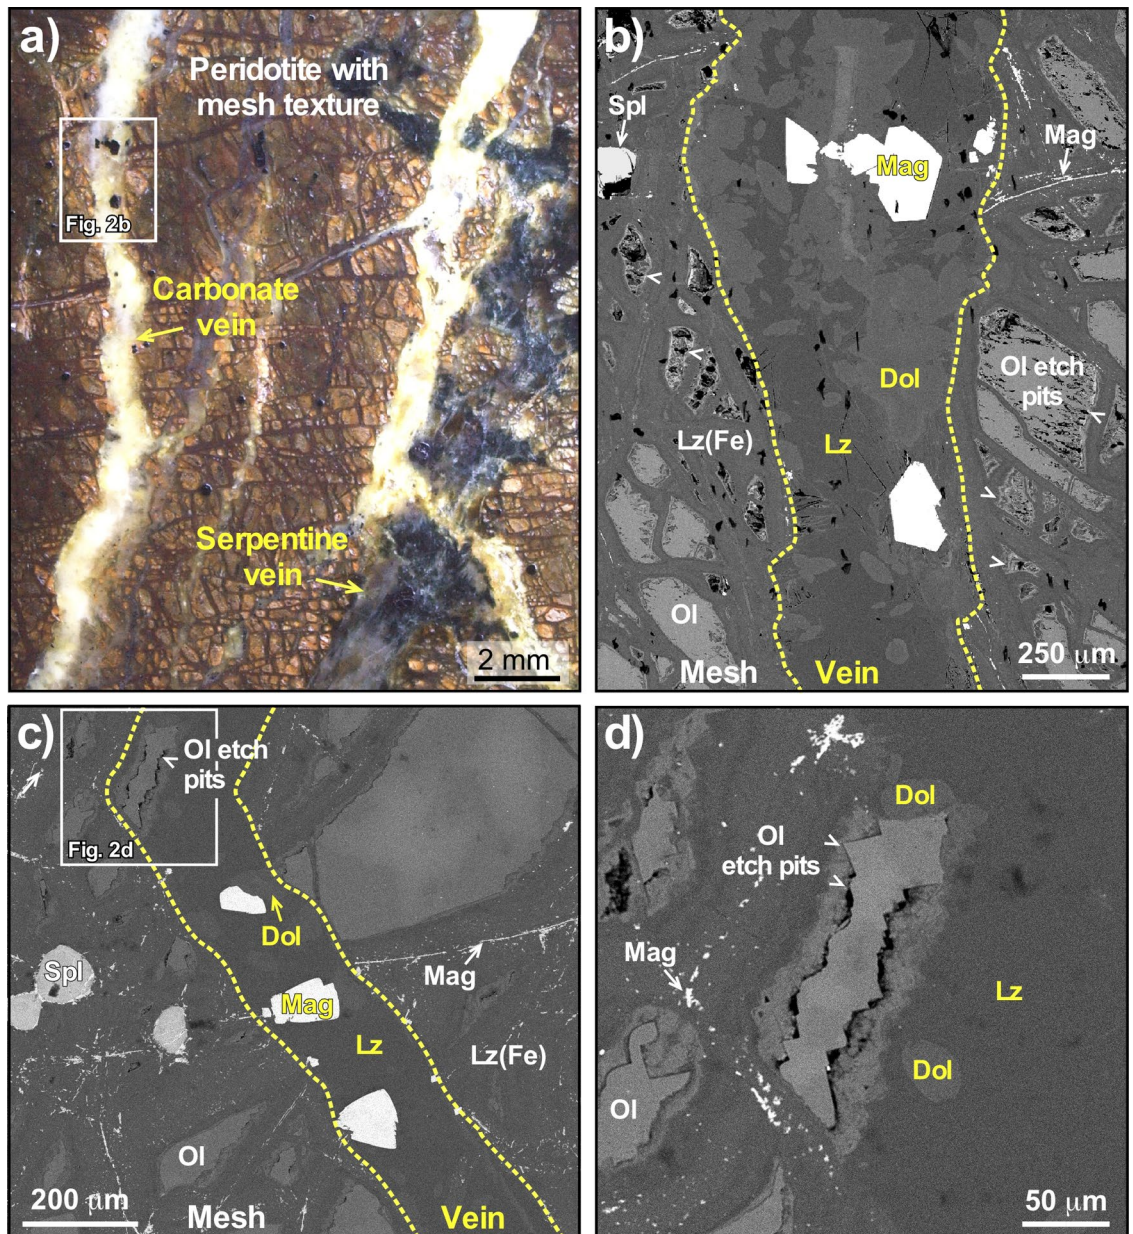 a)
Peridotite with
mesh texture
Fig. 2b
Carbonate
vein
Serpentine
vein
2 mm
b)
Spl
Mag
Mag
Ol etch
pits
Dol
Lz(Fe)
Lz
Ol
Mesh
Vein
250 μm
c)
Ol etch
pits
Fig. 2d
Dol
Mag
Spl
Mag
Lz
Lz(Fe)
Ol
200 μm
Mesh
Vein
d)
Dol
Ol
etch pits
Mag
Lz
Dol
Ol
50 μm